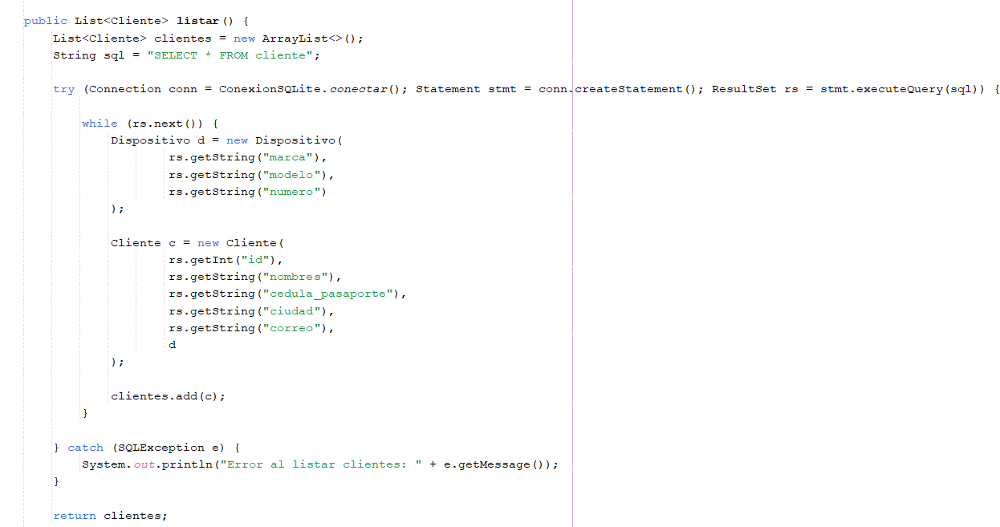 public List<Cliente> listar() {
    List<Cliente> clientes = new ArrayList<>();
    String sql = "SELECT * FROM cliente";
    try (Connection conn = ConexionSQLite.conectar(); Statement stmt = conn.createStatement(); ResultSet rs = stmt.executeQuery(sql)) {
        while (rs.next()) {
            Dispositivo d = new Dispositivo(
                    rs.getString("marca"),
                    rs.getString("modelo"),
                    rs.getString("numero")
            );
            Cliente c = new Cliente(
                    rs.getInt("id"),
                    rs.getString("nombres"),
                    rs.getString("cedula_pasaporte"),
                    rs.getString("ciudad"),
                    rs.getString("correo"),
                    d
            );
            clientes.add(c);
        }
    } catch (SQLException e) {
        System.out.println("Error al listar clientes: " + e.getMessage());
    }
    return clientes;